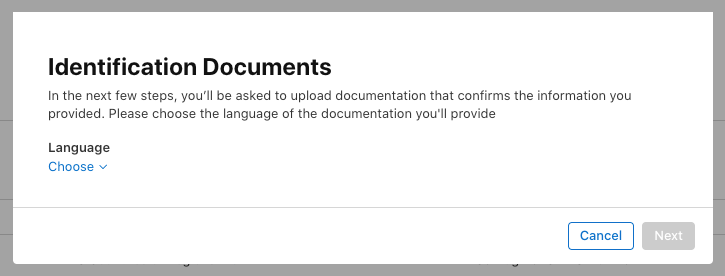 Identification Documents
In the next few steps, you’ll be asked to upload documentation that confirms the information you
provided. Please choose the language of the documentation you'll provide
Language
Choose
Cancel
Next